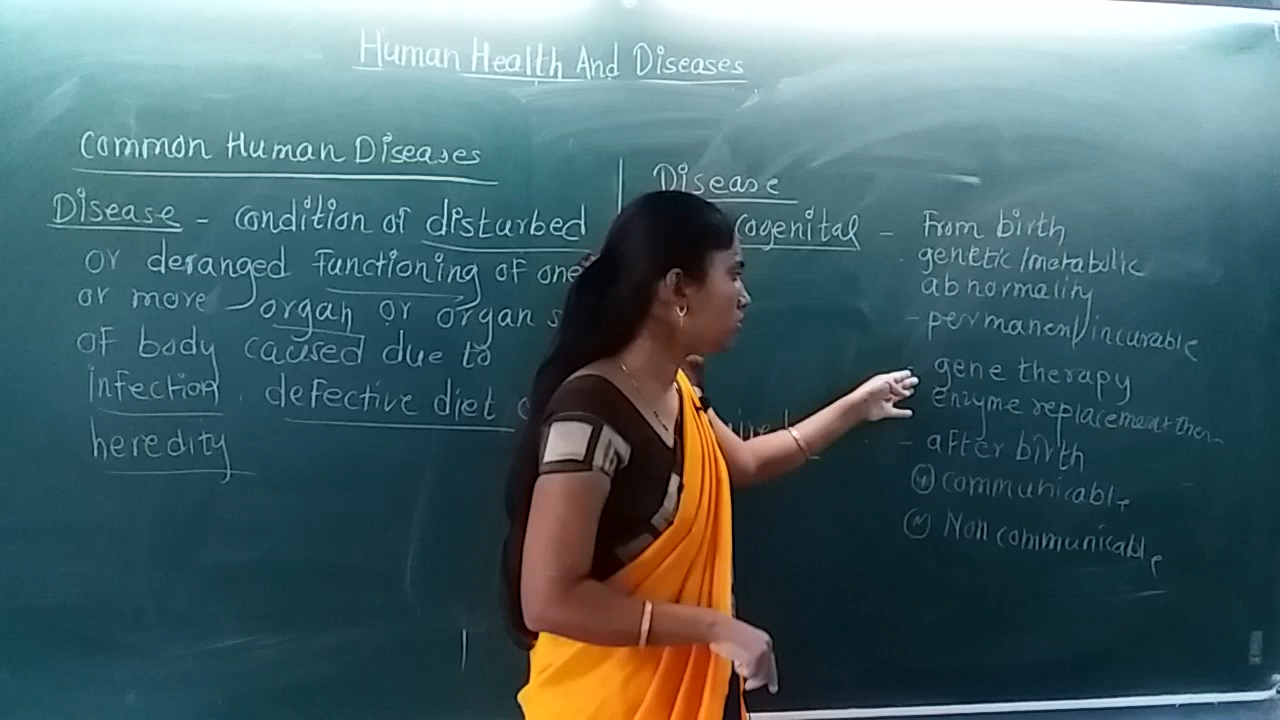 Human Health And Diseases
Common Human Diseases
Disease - condition of disturbed
or deranged functioning of one
or more organ or organ s
of body caused due to
infection, defective diet
heredity
Disease
cogenital - From birth
genetic/metabolic
abnormality
- permanent/incurable
gene therapy
enzyme replacement ther
- after birth
communicable
Non communicable